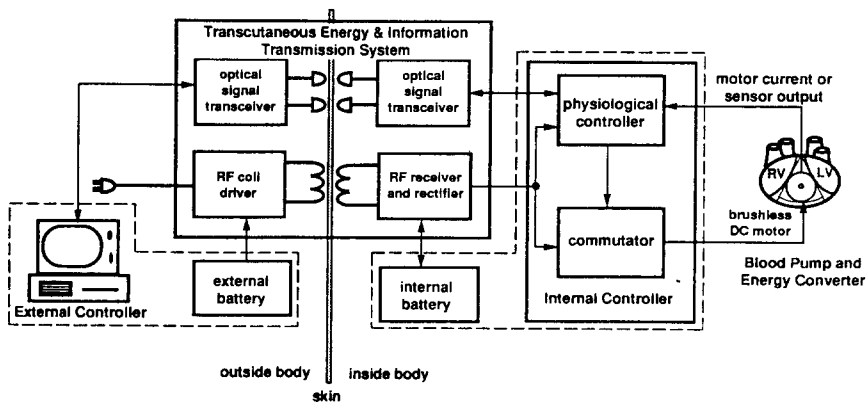 Transcutaneous Energy & Information
Transmission System
optical
signal
transceiver
optical
signal
transceiver
physiological
controller
motor current or
sensor output
RF coil
driver
RF receiver
and rectifier
RV
LV
brushless
DC motor
commutator
Blood Pump and
Energy Converter
external
battery
internal
battery
Internal Controller
External Controller
outside body
inside body
skin